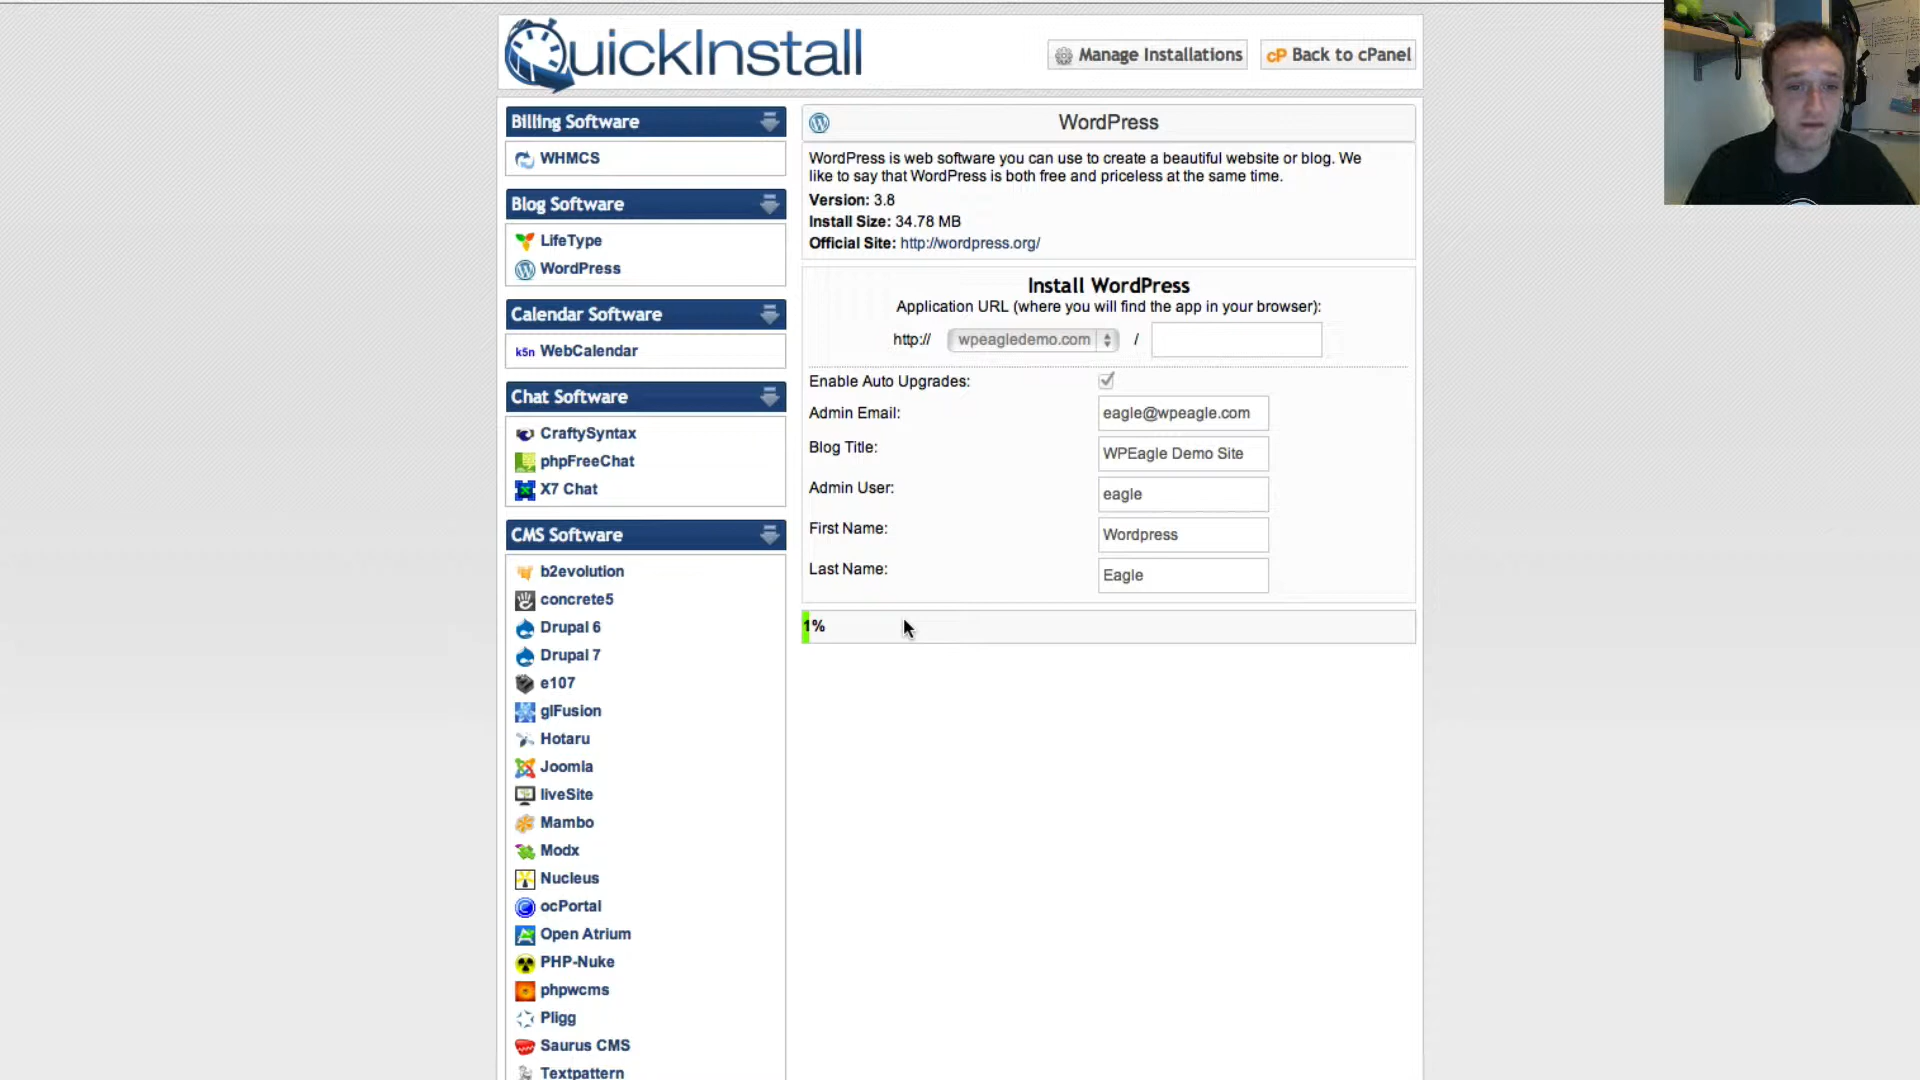 QuickInstall
Manage Installations
cP Back to cPanel
Billing Software
WHMCS
Blog Software
LifeType
WordPress
Calendar Software
k5n WebCalendar
Chat Software
CraftySyntax
phpFreeChat
X7 Chat
CMS Software
b2evolution
concrete5
Drupal 6
Drupal 7
e107
glFusion
Hotaru
Joomla
liveSite
Mambo
Modx
Nucleus
ocPortal
Open Atrium
PHP-Nuke
phpwcms
Pligg
Saurus CMS
Textpattern
WordPress
WordPress is web software you can use to create a beautiful website or blog. We
like to say that WordPress is both free and priceless at the same time.
Version: 3.8
Install Size: 34.78 MB
Official Site: http://wordpress.org/
Install WordPress
Application URL (where you will find the app in your browser):
http:// wpeagledemo.com /
Enable Auto Upgrades:
Admin Email: eagle@wpeagle.com
Blog Title: WPEagle Demo Site
Admin User: eagle
First Name: Wordpress
Last Name: Eagle
1%